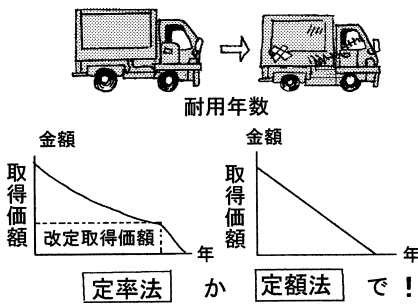 耐用年数
金額
取得価額
改定取得価額
年
金額
取得価額
年
定率法 か 定額法 で!